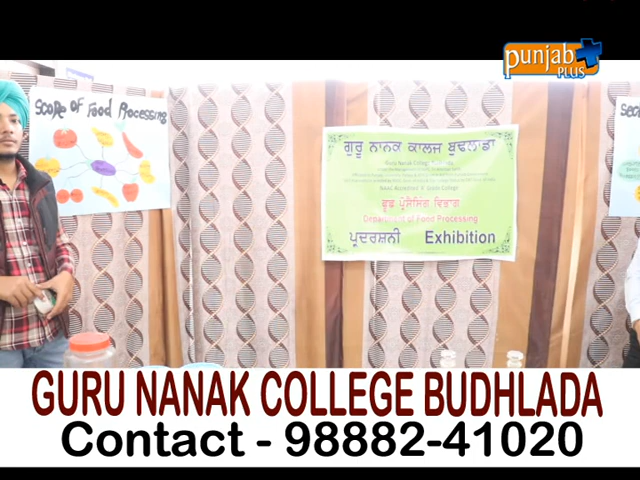 punjab
PLUS
Scope of Food Processing
Sec
ਗੁਰੂ ਨਾਨਕ ਕਾਲਜ ਬੁਢਲਾਡਾ
ਫੂਡ ਪ੍ਰੋਸੈਸਿੰਗ ਵਿਭਾਗ
Department of Food Processing
ਪ੍ਰਦਰਸ਼ਨੀ Exhibition
GURU NANAK COLLEGE BUDHLADA
Contact - 98882-41020